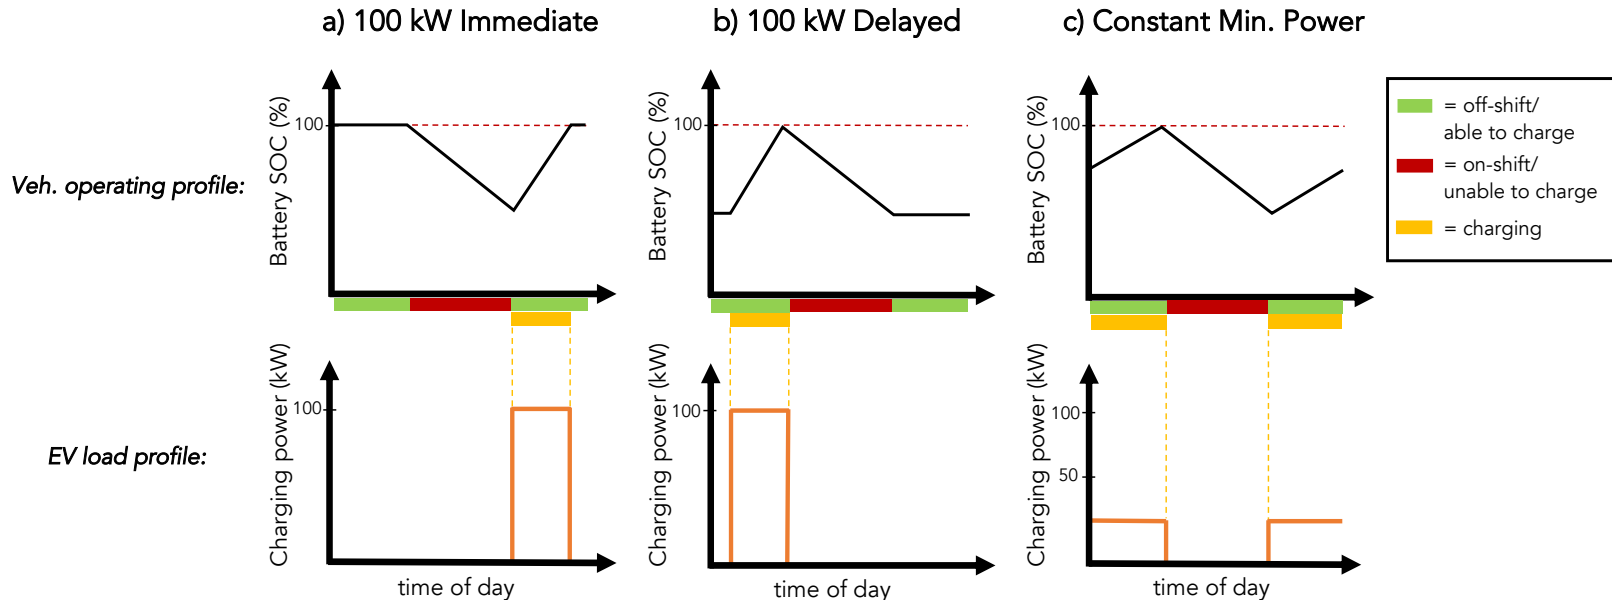 a) 100 kW Immediate
b) 100 kW Delayed
c) Constant Min. Power
Veh. operating profile:
Battery SOC (%)
100
Battery SOC (%)
100
Battery SOC (%)
100
= off-shift/
able to charge
= on-shift/
unable to charge
= charging
EV load profile:
Charging power (kW)
100
time of day
Charging power (kW)
100
time of day
Charging power (kW)
100
50
time of day